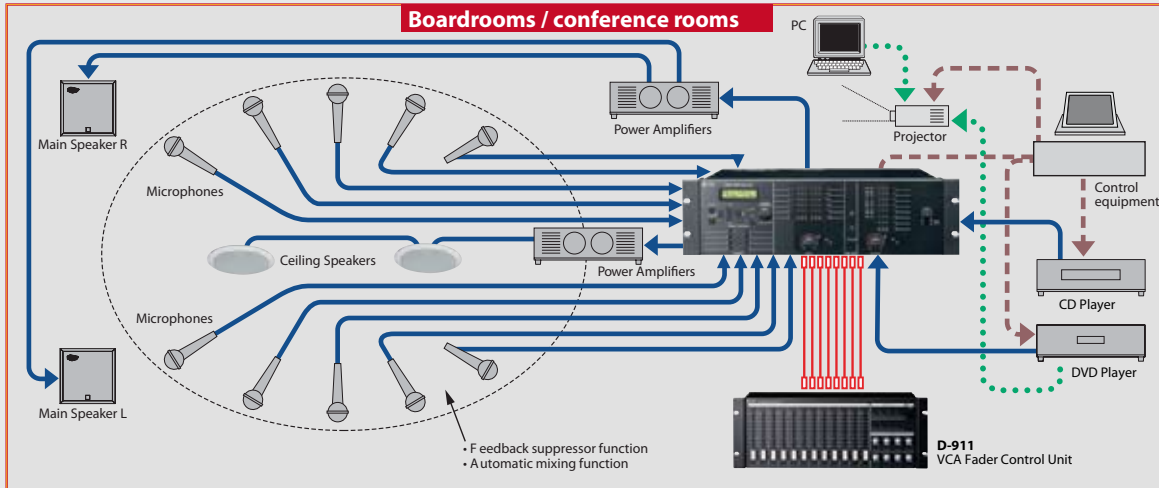 Boardrooms / conference rooms
PC
Main Speaker R
Power Amplifiers
Projector
Microphones
Control
equipment
Ceiling Speakers
Power Amplifiers
CD Player
Microphones
DVD Player
Main Speaker L
• F eedback suppressor function
• A utomatic mixing function
D-911
VCA Fader Control Unit